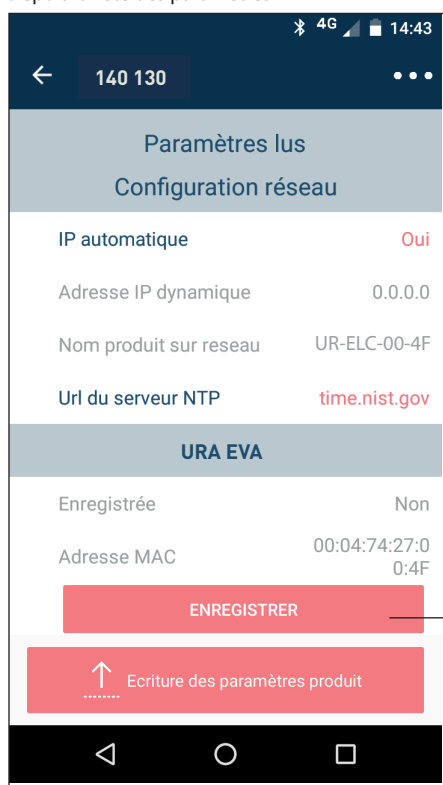 4G 14:43
140 130
Paramètres lus
Configuration réseau
IP automatique Oui
Adresse IP dynamique 0.0.0.0
Nom produit sur reseau UR-ELC-00-4F
Url du serveur NTP time.nist.gov
URA EVA
Enregistrée Non
Adresse MAC 00:04:74:27:0
0:4F
ENREGISTRER
Ecriture des paramètres produit